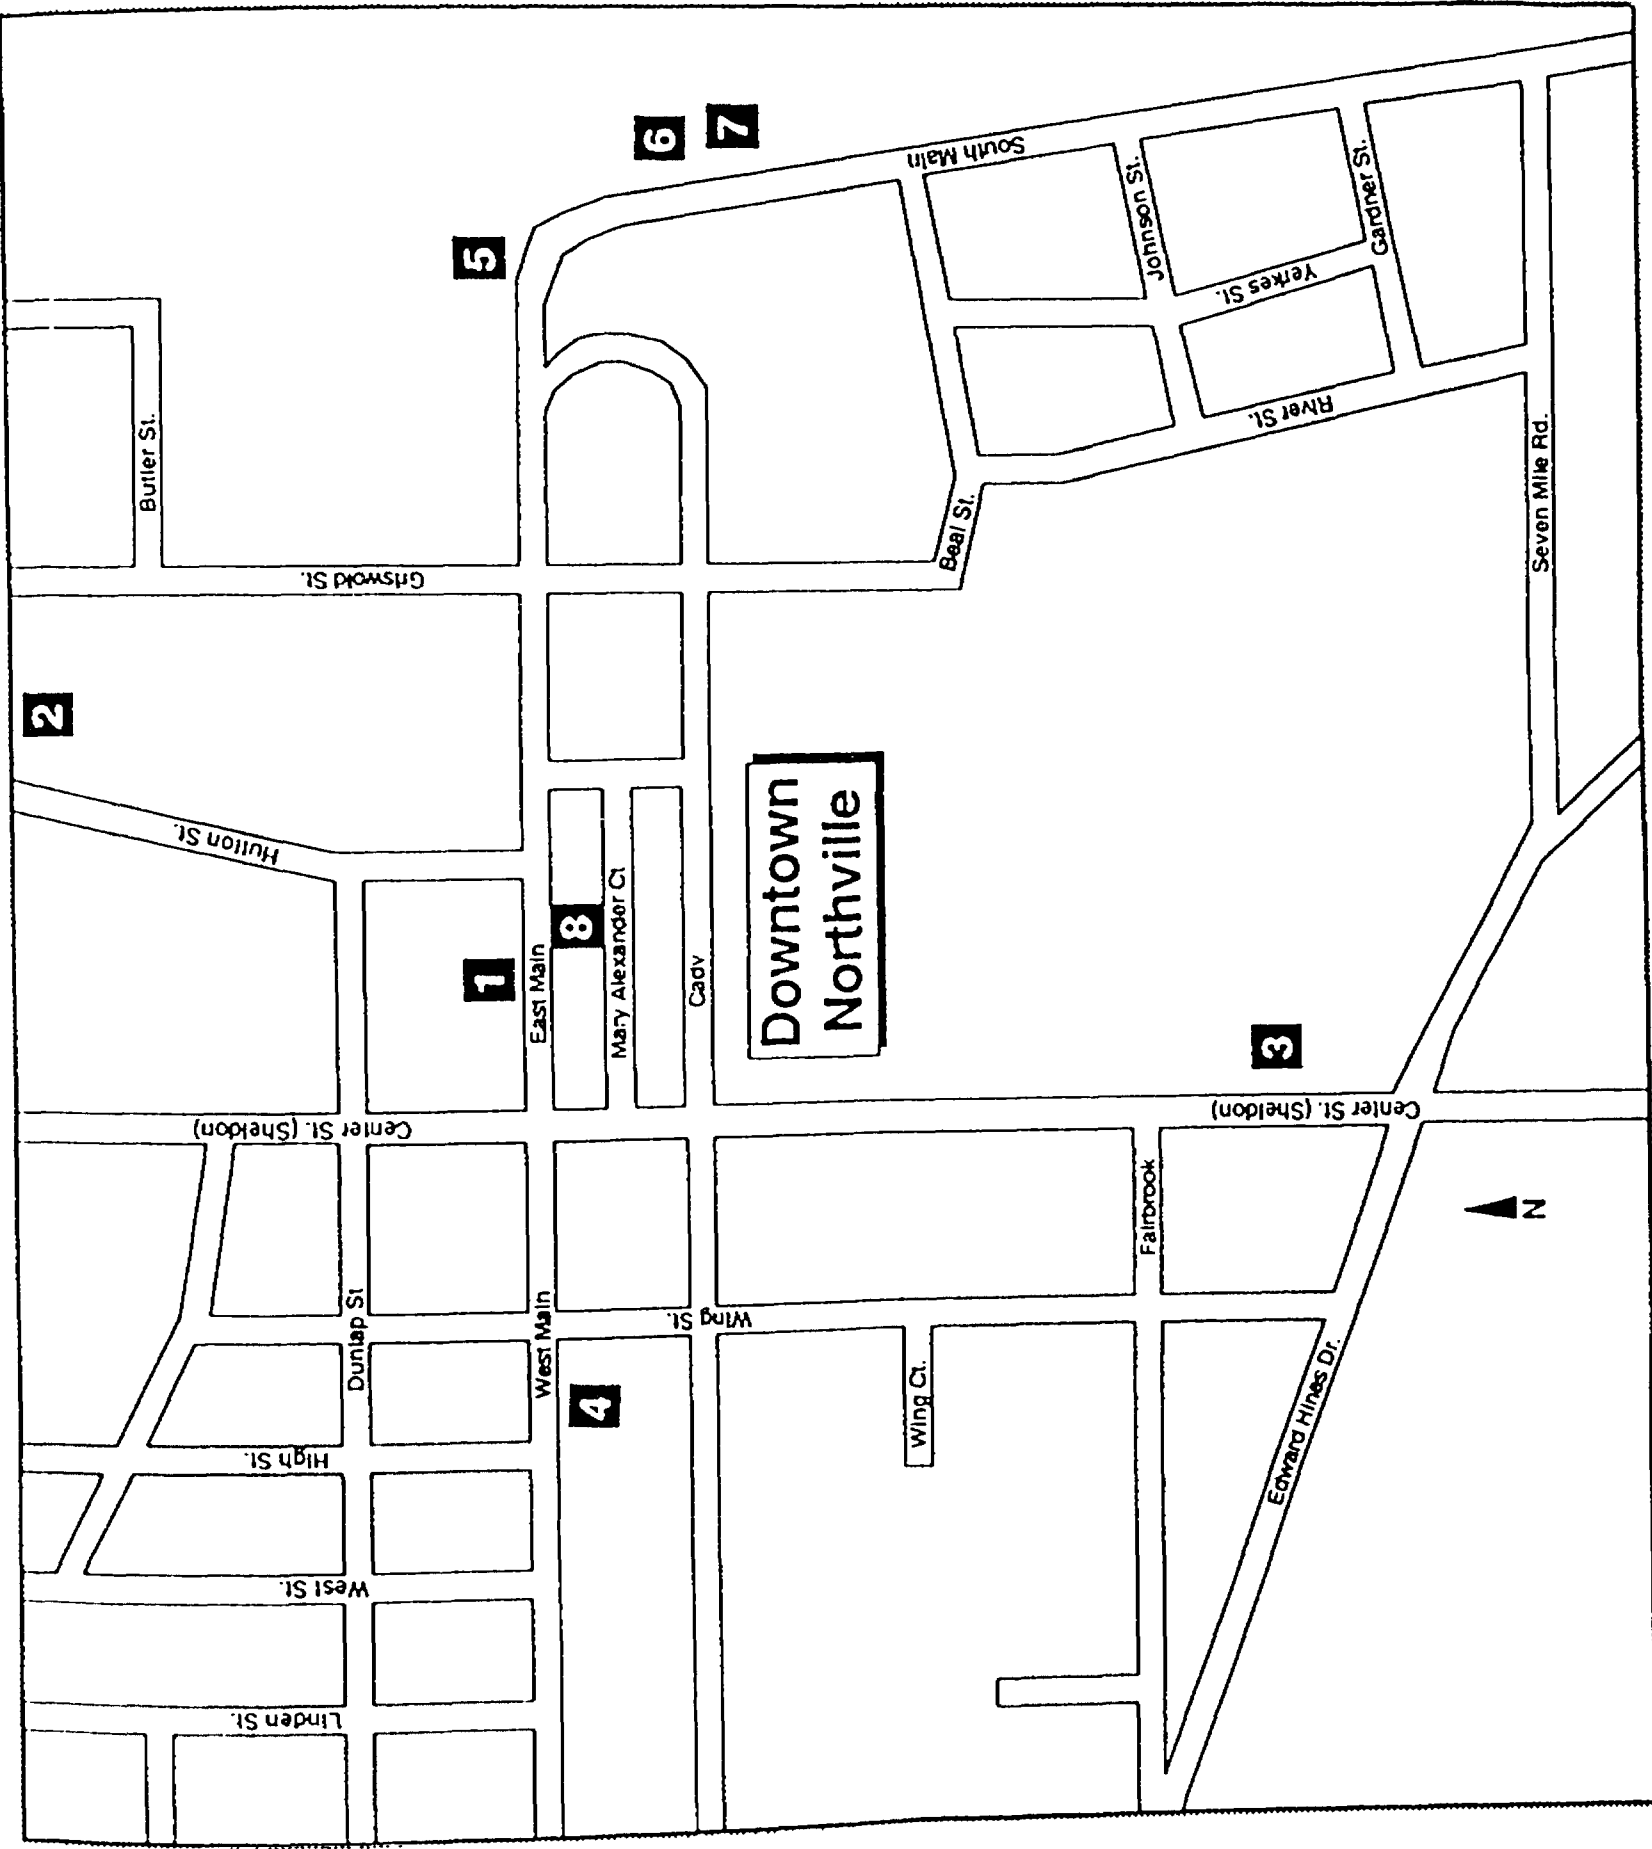 2
Butler St.
Griswold St.
Hutton St.
5
6
7
South Main
Johnson St.
Gardner St.
Yerkes St.
River St.
Beal St.
Seven Mile Rd.
1
East Main
8
Mary Alexander Ct
Cady
Downtown
Northville
3
Center St. (Sheldon)
Center St. (Sheldon)
Dunlap St
West Main
Wing St.
4
Wing Ct.
Fairbrook
Edward Hines Dr.
High St.
West St.
Linden St.
N